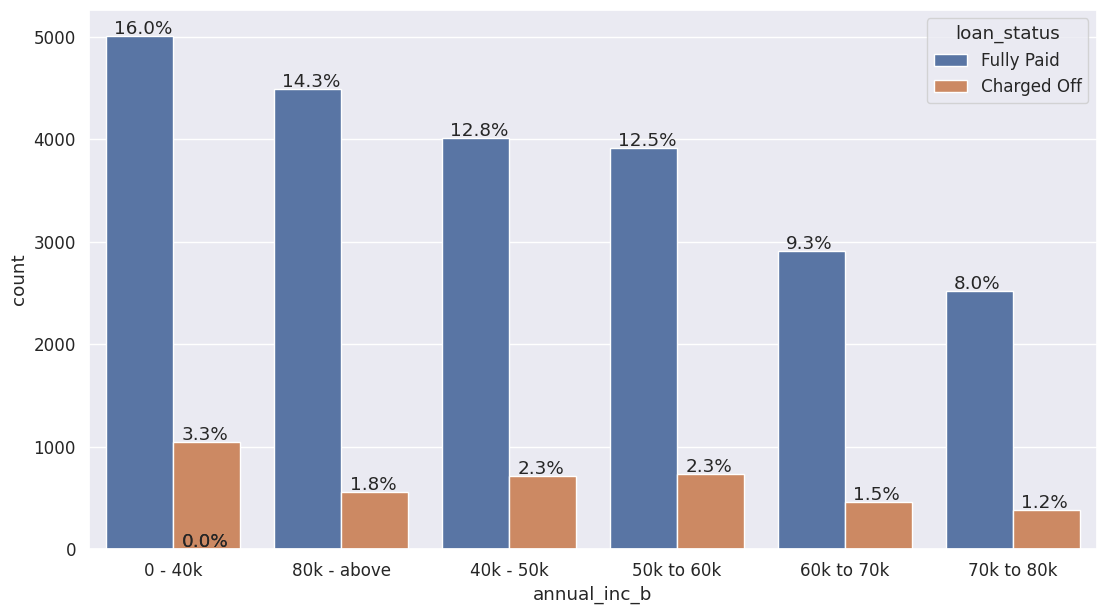 loan_status
Fully Paid
Charged Off
count
5000
4000
3000
2000
1000
0
16.0%
14.3%
12.8%
12.5%
9.3%
8.0%
3.3%
1.8%
2.3%
2.3%
1.5%
1.2%
0.0%
0 - 40k
80k - above
40k - 50k
50k to 60k
60k to 70k
70k to 80k
annual_inc_b